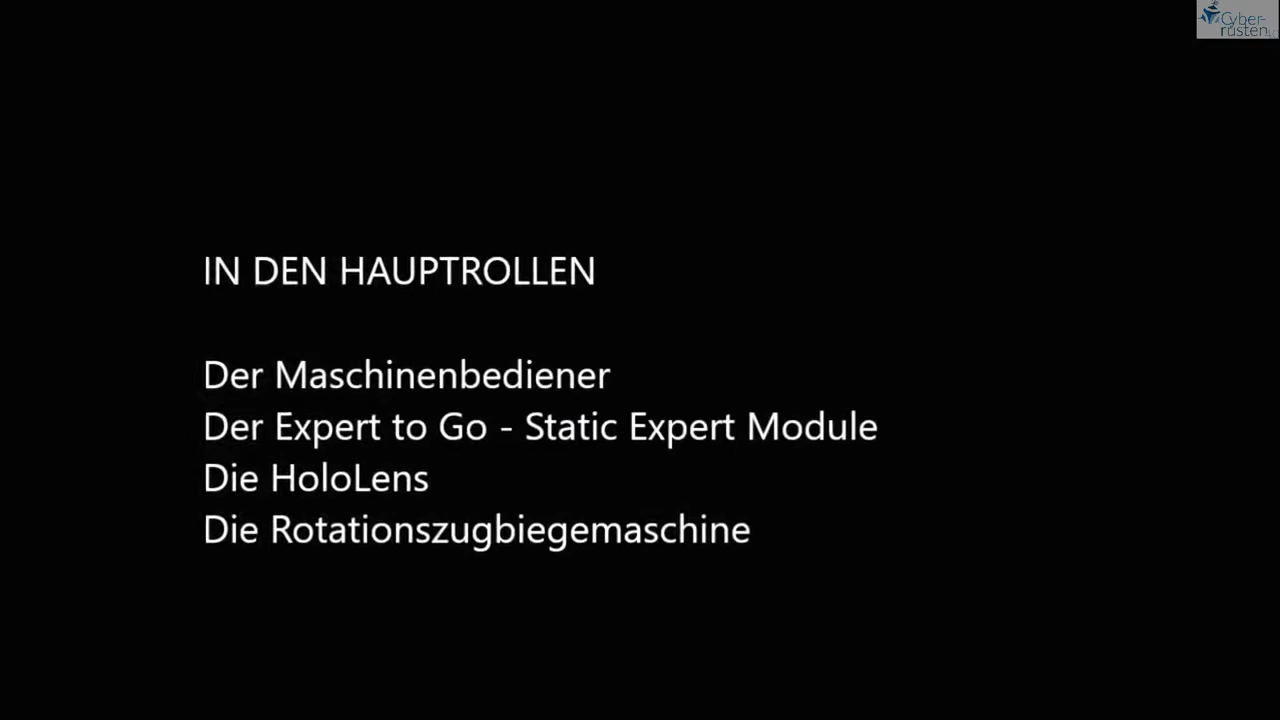 Cyber-
rüsten
IN DEN HAUPTROLLEN
Der Maschinenbediener
Der Expert to Go - Static Expert Module
Die HoloLens
Die Rotationszugbiegemaschine